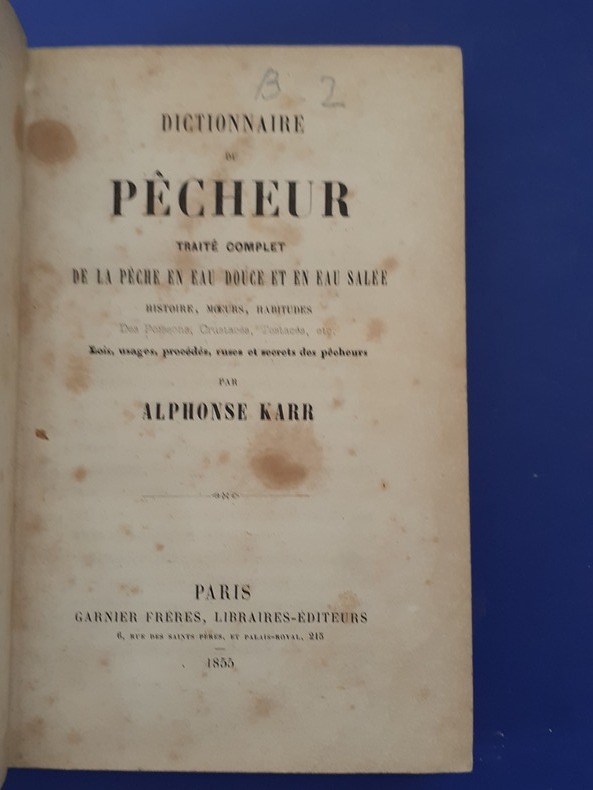 B 2
DICTIONNAIRE
DU
PÊCHEUR
TRAITÉ COMPLET
DE LA PÊCHE EN EAU DOUCE ET EN EAU SALÉE
HISTOIRE, MŒURS, HABITUDES
Des Poissons, Crustacés, Testacés, etc.
Lois, usages, procédés, ruses et secrets des pêcheurs
PAR
ALPHONSE KARR
PARIS
GARNIER FRÈRES, LIBRAIRES-ÉDITEURS
6, RUE DES SAINTS PÈRES, ET PALAIS-ROYAL, 215
1855